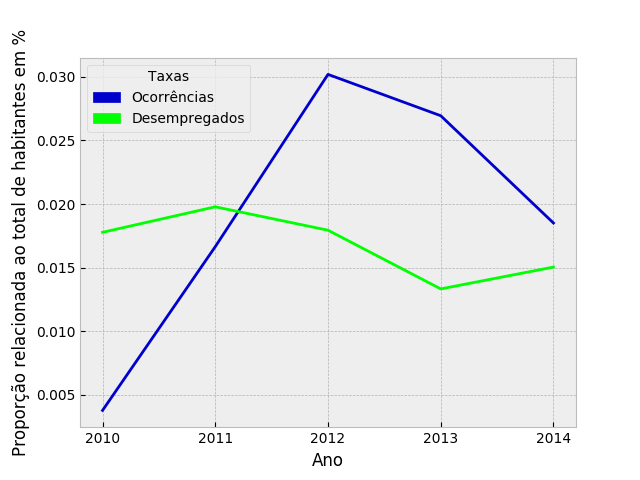 Proporção relacionada ao total de habitantes em %
0.030
0.025
0.020
0.015
0.010
0.005
Taxas
Ocorrências
Desempregados
2010 2011 2012 2013 2014
Ano